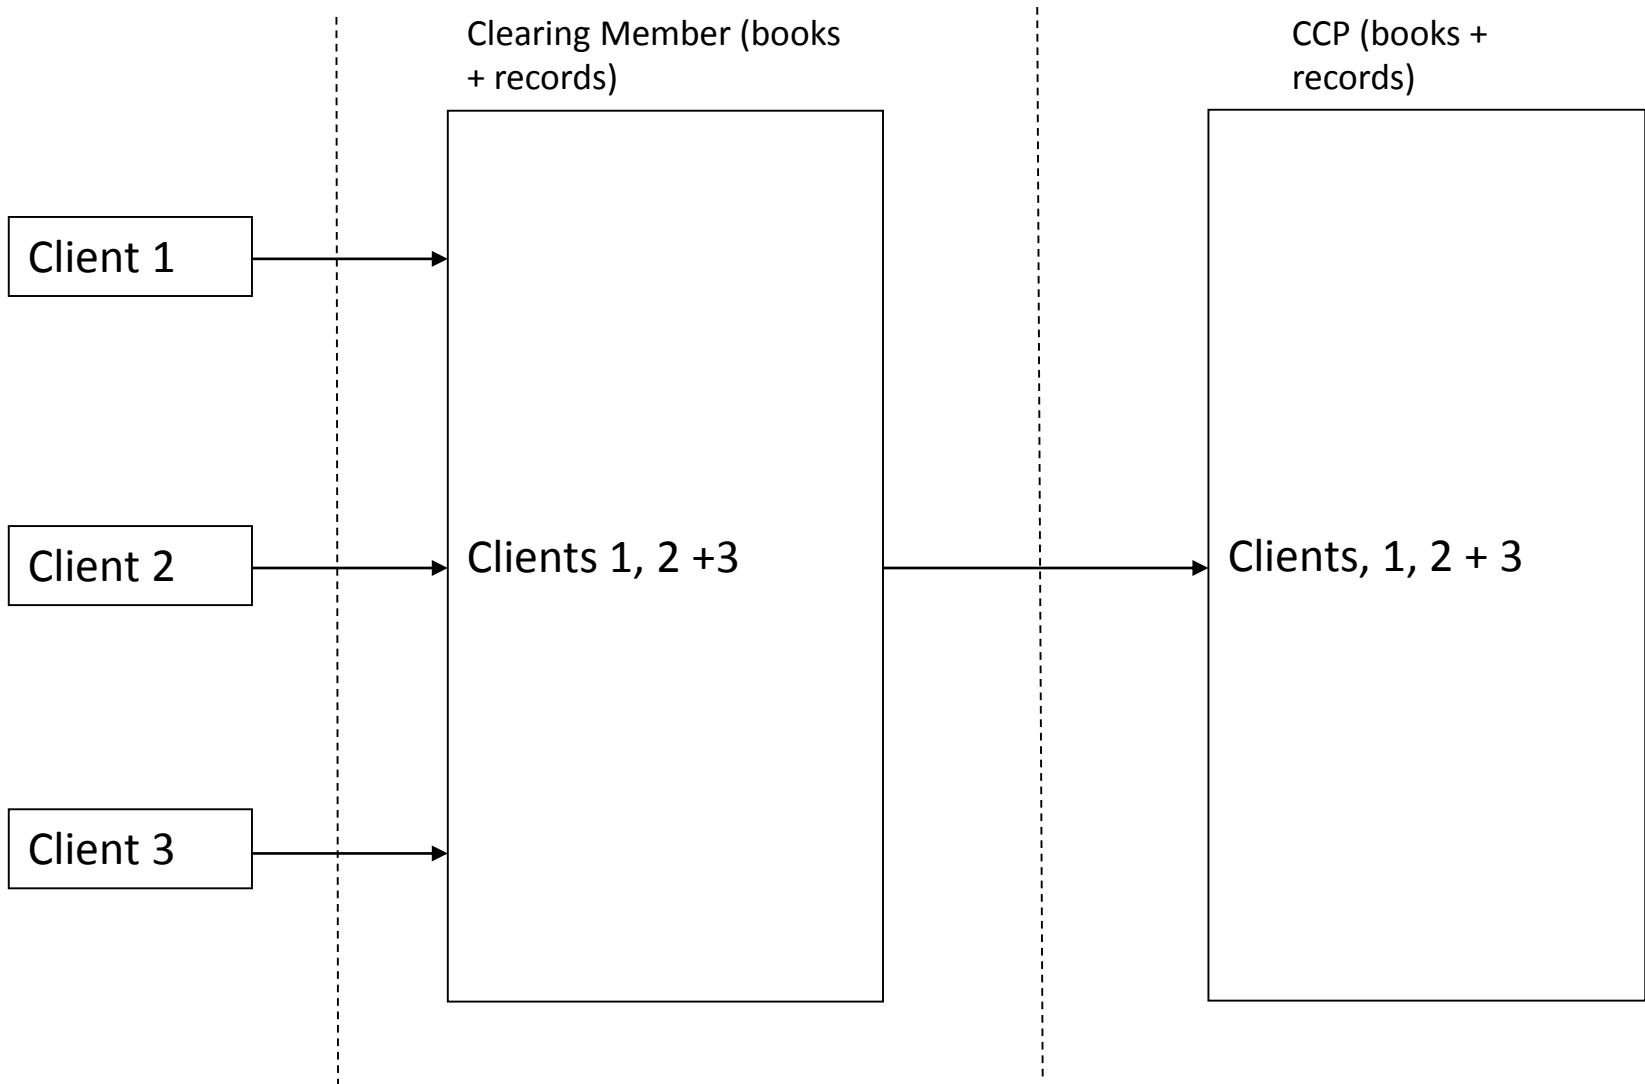 Clearing Member (books
+ records)
CCP (books +
records)
Client 1
Client 2
Clients 1, 2 +3
Clients, 1, 2 + 3
Client 3